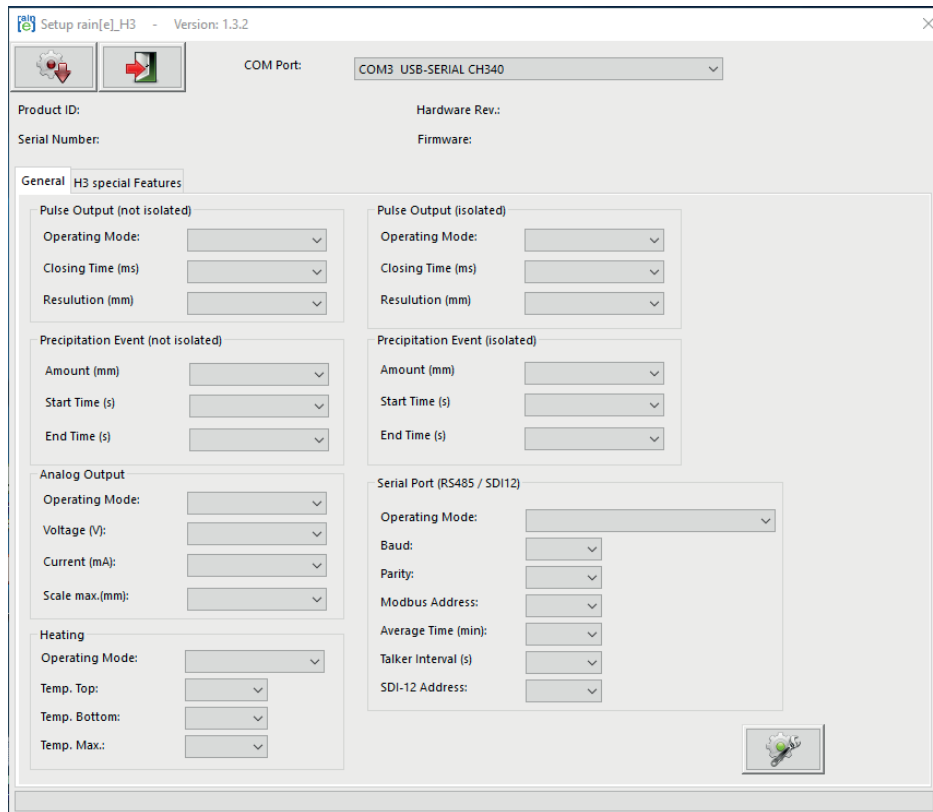 rain [e] Setup rain[e]_H3 - Version: 1.3.2
COM Port: COM3 USB-SERIAL CH340
Product ID: Hardware Rev.:
Serial Number: Firmware:
General H3 special Features
Pulse Output (not isolated)
Operating Mode:
Closing Time (ms)
Resulution (mm)
Pulse Output (isolated)
Operating Mode:
Closing Time (ms)
Resulution (mm)
Precipitation Event (not isolated)
Amount (mm)
Start Time (s)
End Time (s)
Precipitation Event (isolated)
Amount (mm)
Start Time (s)
End Time (s)
Analog Output
Operating Mode:
Voltage (V):
Current (mA):
Scale max.(mm):
Serial Port (RS485 / SDI12)
Operating Mode:
Baud:
Parity:
Modbus Address:
Average Time (min):
Talker Interval (s)
SDI-12 Address:
Heating
Operating Mode:
Temp. Top:
Temp. Bottom:
Temp. Max.: